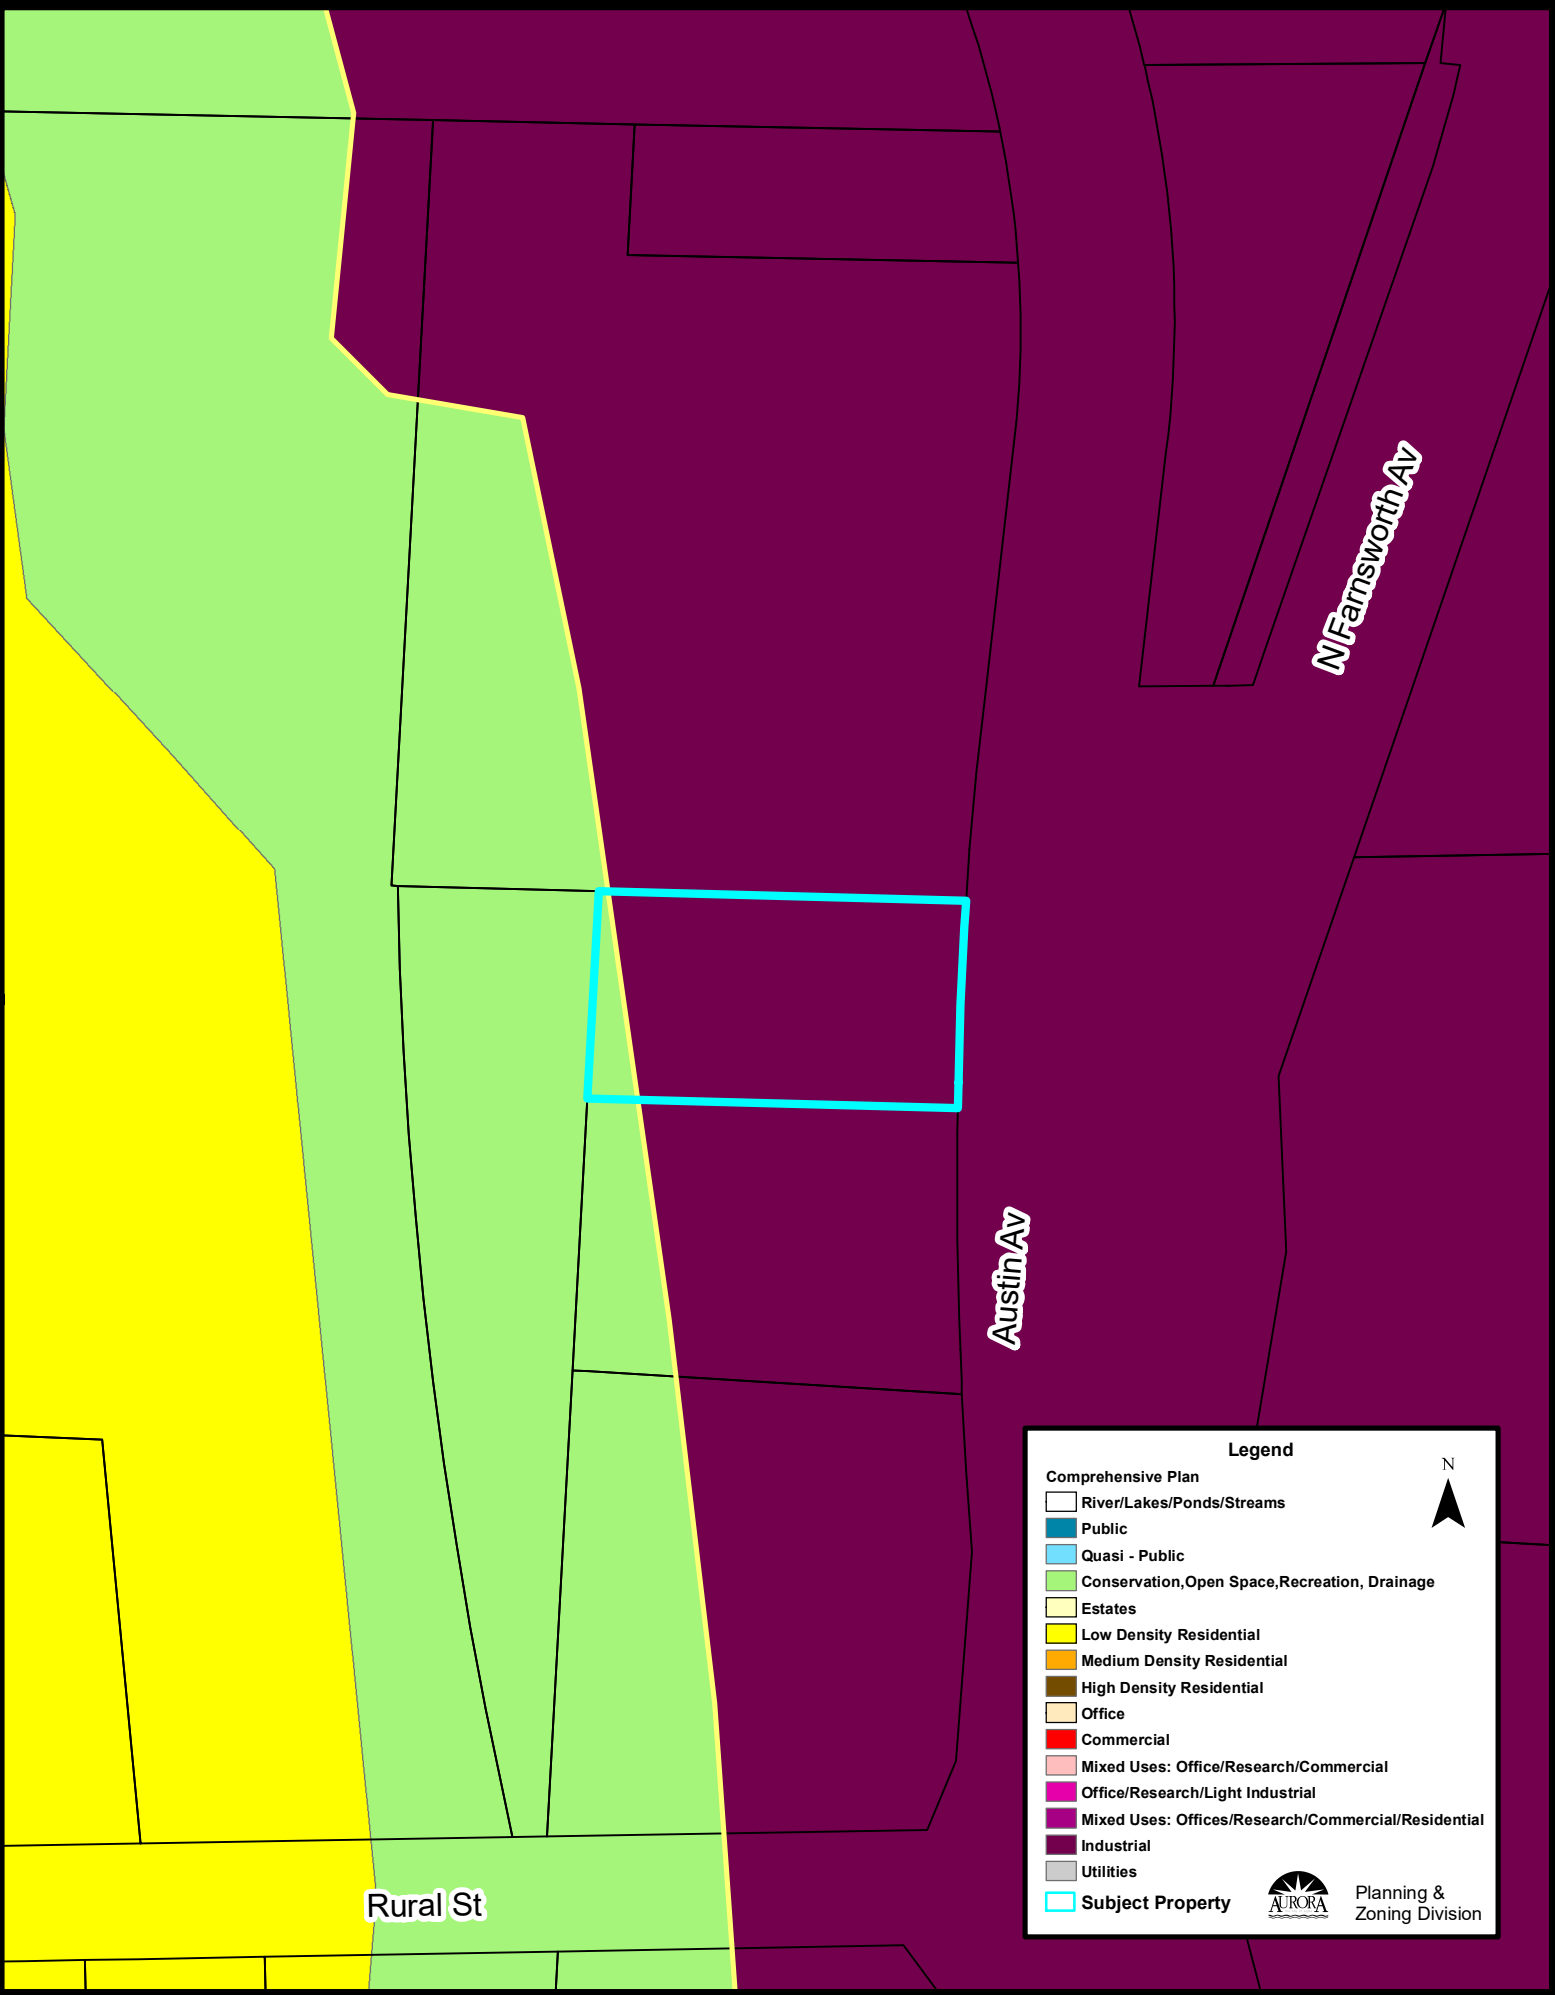 N Farnsworth Av
Austin Av
Rural St
Legend
N
Comprehensive Plan
River/Lakes/Ponds/Streams
Public
Quasi - Public
Conservation,Open Space,Recreation, Drainage
Estates
Low Density Residential
Medium Density Residential
High Density Residential
Office
Commercial
Mixed Uses: Office/Research/Commercial
Office/Research/Light Industrial
Mixed Uses: Offices/Research/Commercial/Residential
Industrial
Utilities
Subject Property
AURORA
Planning &
Zoning Division